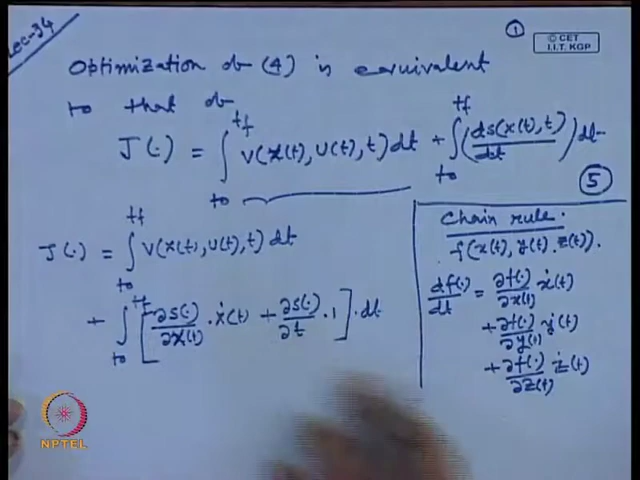 Lec-34
①
© CET
I.I.T. KGP
Optimization of (4) is equivalent
to that of
J(.) = ∫_{t0}^{tf} V(x(t), u(t), t) dt + ∫_{t0}^{tf} (dS(x(t), t)/dt) dt
⑤
J(.) = ∫_{t0}^{tf} V(x(t), u(t), t) dt
+ ∫_{t0}^{tf} [∂S(.)/∂x(t) . ẋ(t) + ∂S(.)/∂t . 1] . dt
Chain rule.
f(x(t), y(t). z(t)).
df(.)/dt = ∂f(.)/∂x(t) ẋ(t)
+ ∂f(.)/∂y(t) ẏ(t)
+ ∂f(.)/∂z(t) ż(t)
NPTEL